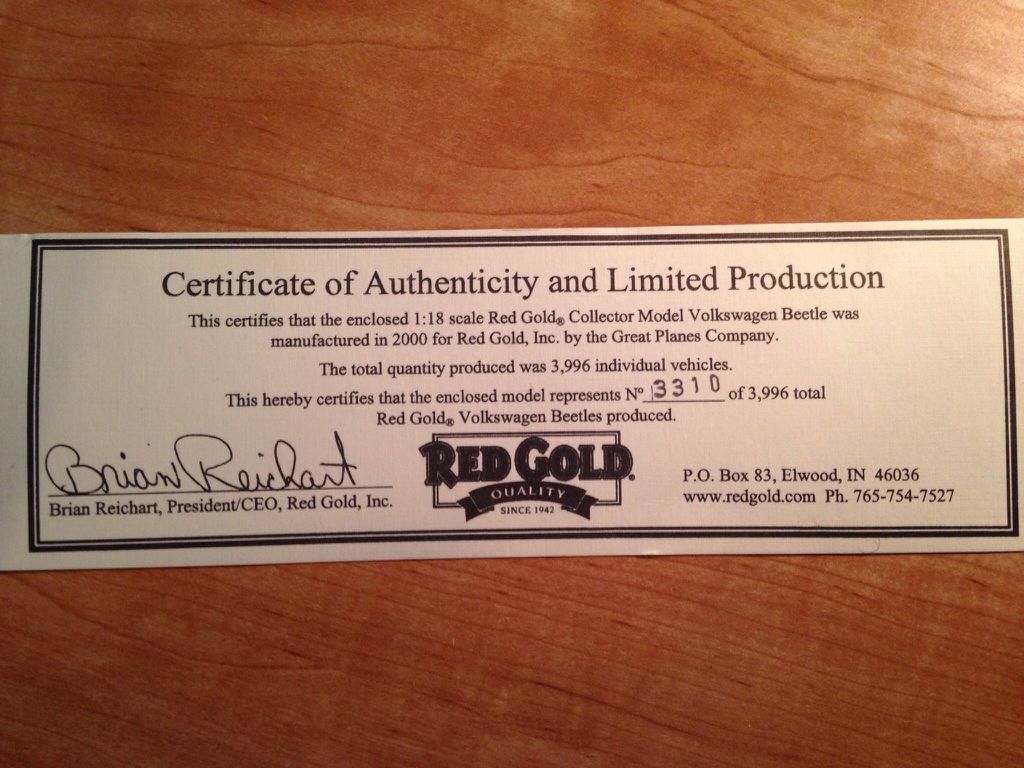 Certificate of Authenticity and Limited Production
This certifies that the enclosed 1:18 scale Red Gold® Collector Model Volkswagen Beetle was
manufactured in 2000 for Red Gold, Inc. by the Great Planes Company.
The total quantity produced was 3,996 individual vehicles.
This hereby certifies that the enclosed model represents Nº 3310 of 3,996 total
Red Gold® Volkswagen Beetles produced.
Brian Reichart
Brian Reichart, President/CEO, Red Gold, Inc.
RED GOLD®
QUALITY
SINCE 1942
P.O. Box 83, Elwood, IN 46036
www.redgold.com Ph. 765-754-7527